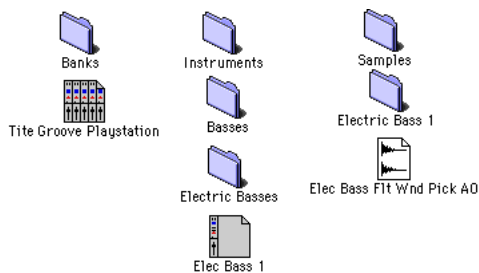 Banks
Instruments
Samples
Tite Groove Playstation
Basses
Electric Bass 1
Electric Basses
Elec Bass Flt Wnd Pick A0
Elec Bass 1